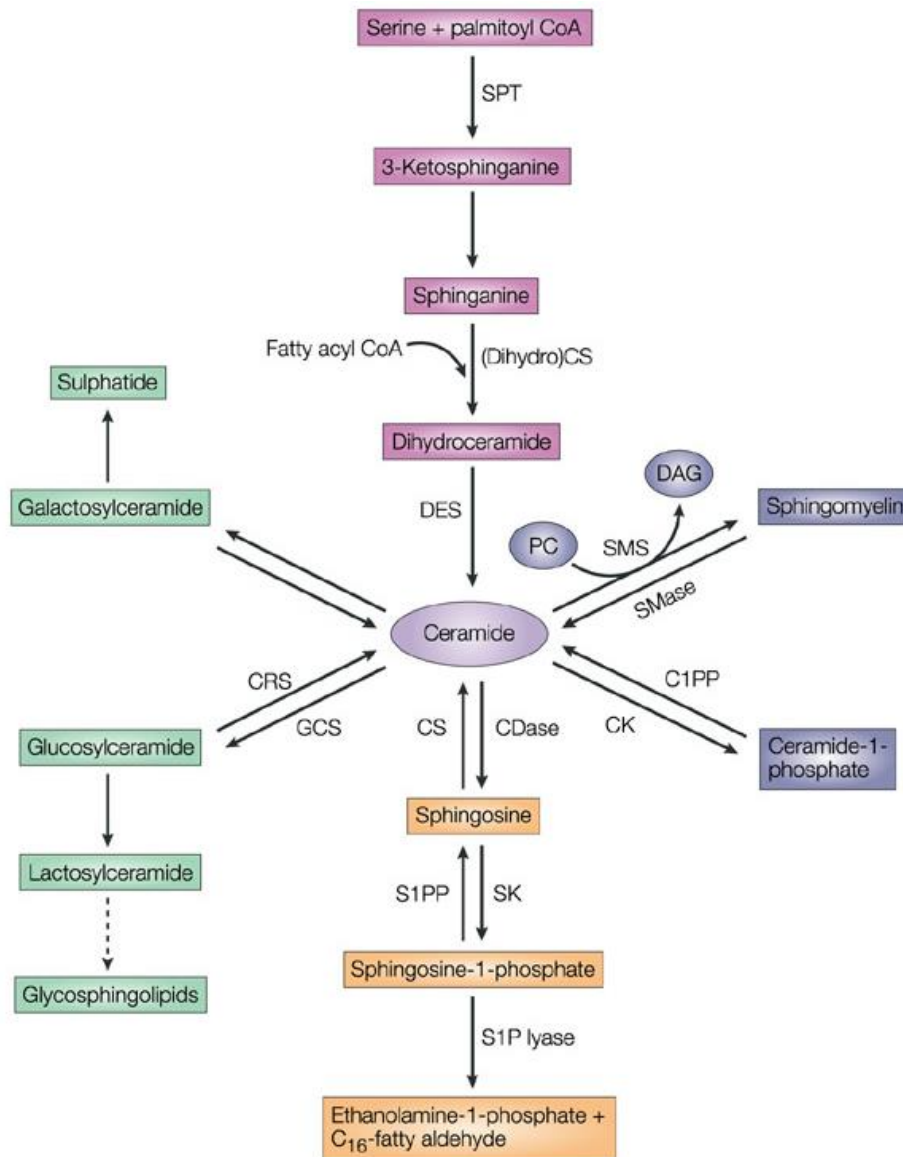 Serine + palmitoyl CoA
SPT
3-Ketosphinganine
Sphinganine
Fatty acyl CoA
(Dihydro)CS
Sulphatide
Dihydroceramide
DAG
Galactosylceramide
DES
PC
SMS
Sphingomyelin
SMase
Ceramide
CRS
C1PP
GCS
CS
CDase
CK
Glucosylceramide
Ceramide-1-
phosphate
Sphingosine
Lactosylceramide
S1PP
SK
Sphingosine-1-phosphate
Glycosphingolipids
S1P lyase
Ethanolamine-1-phosphate +
C₁₆-fatty aldehyde